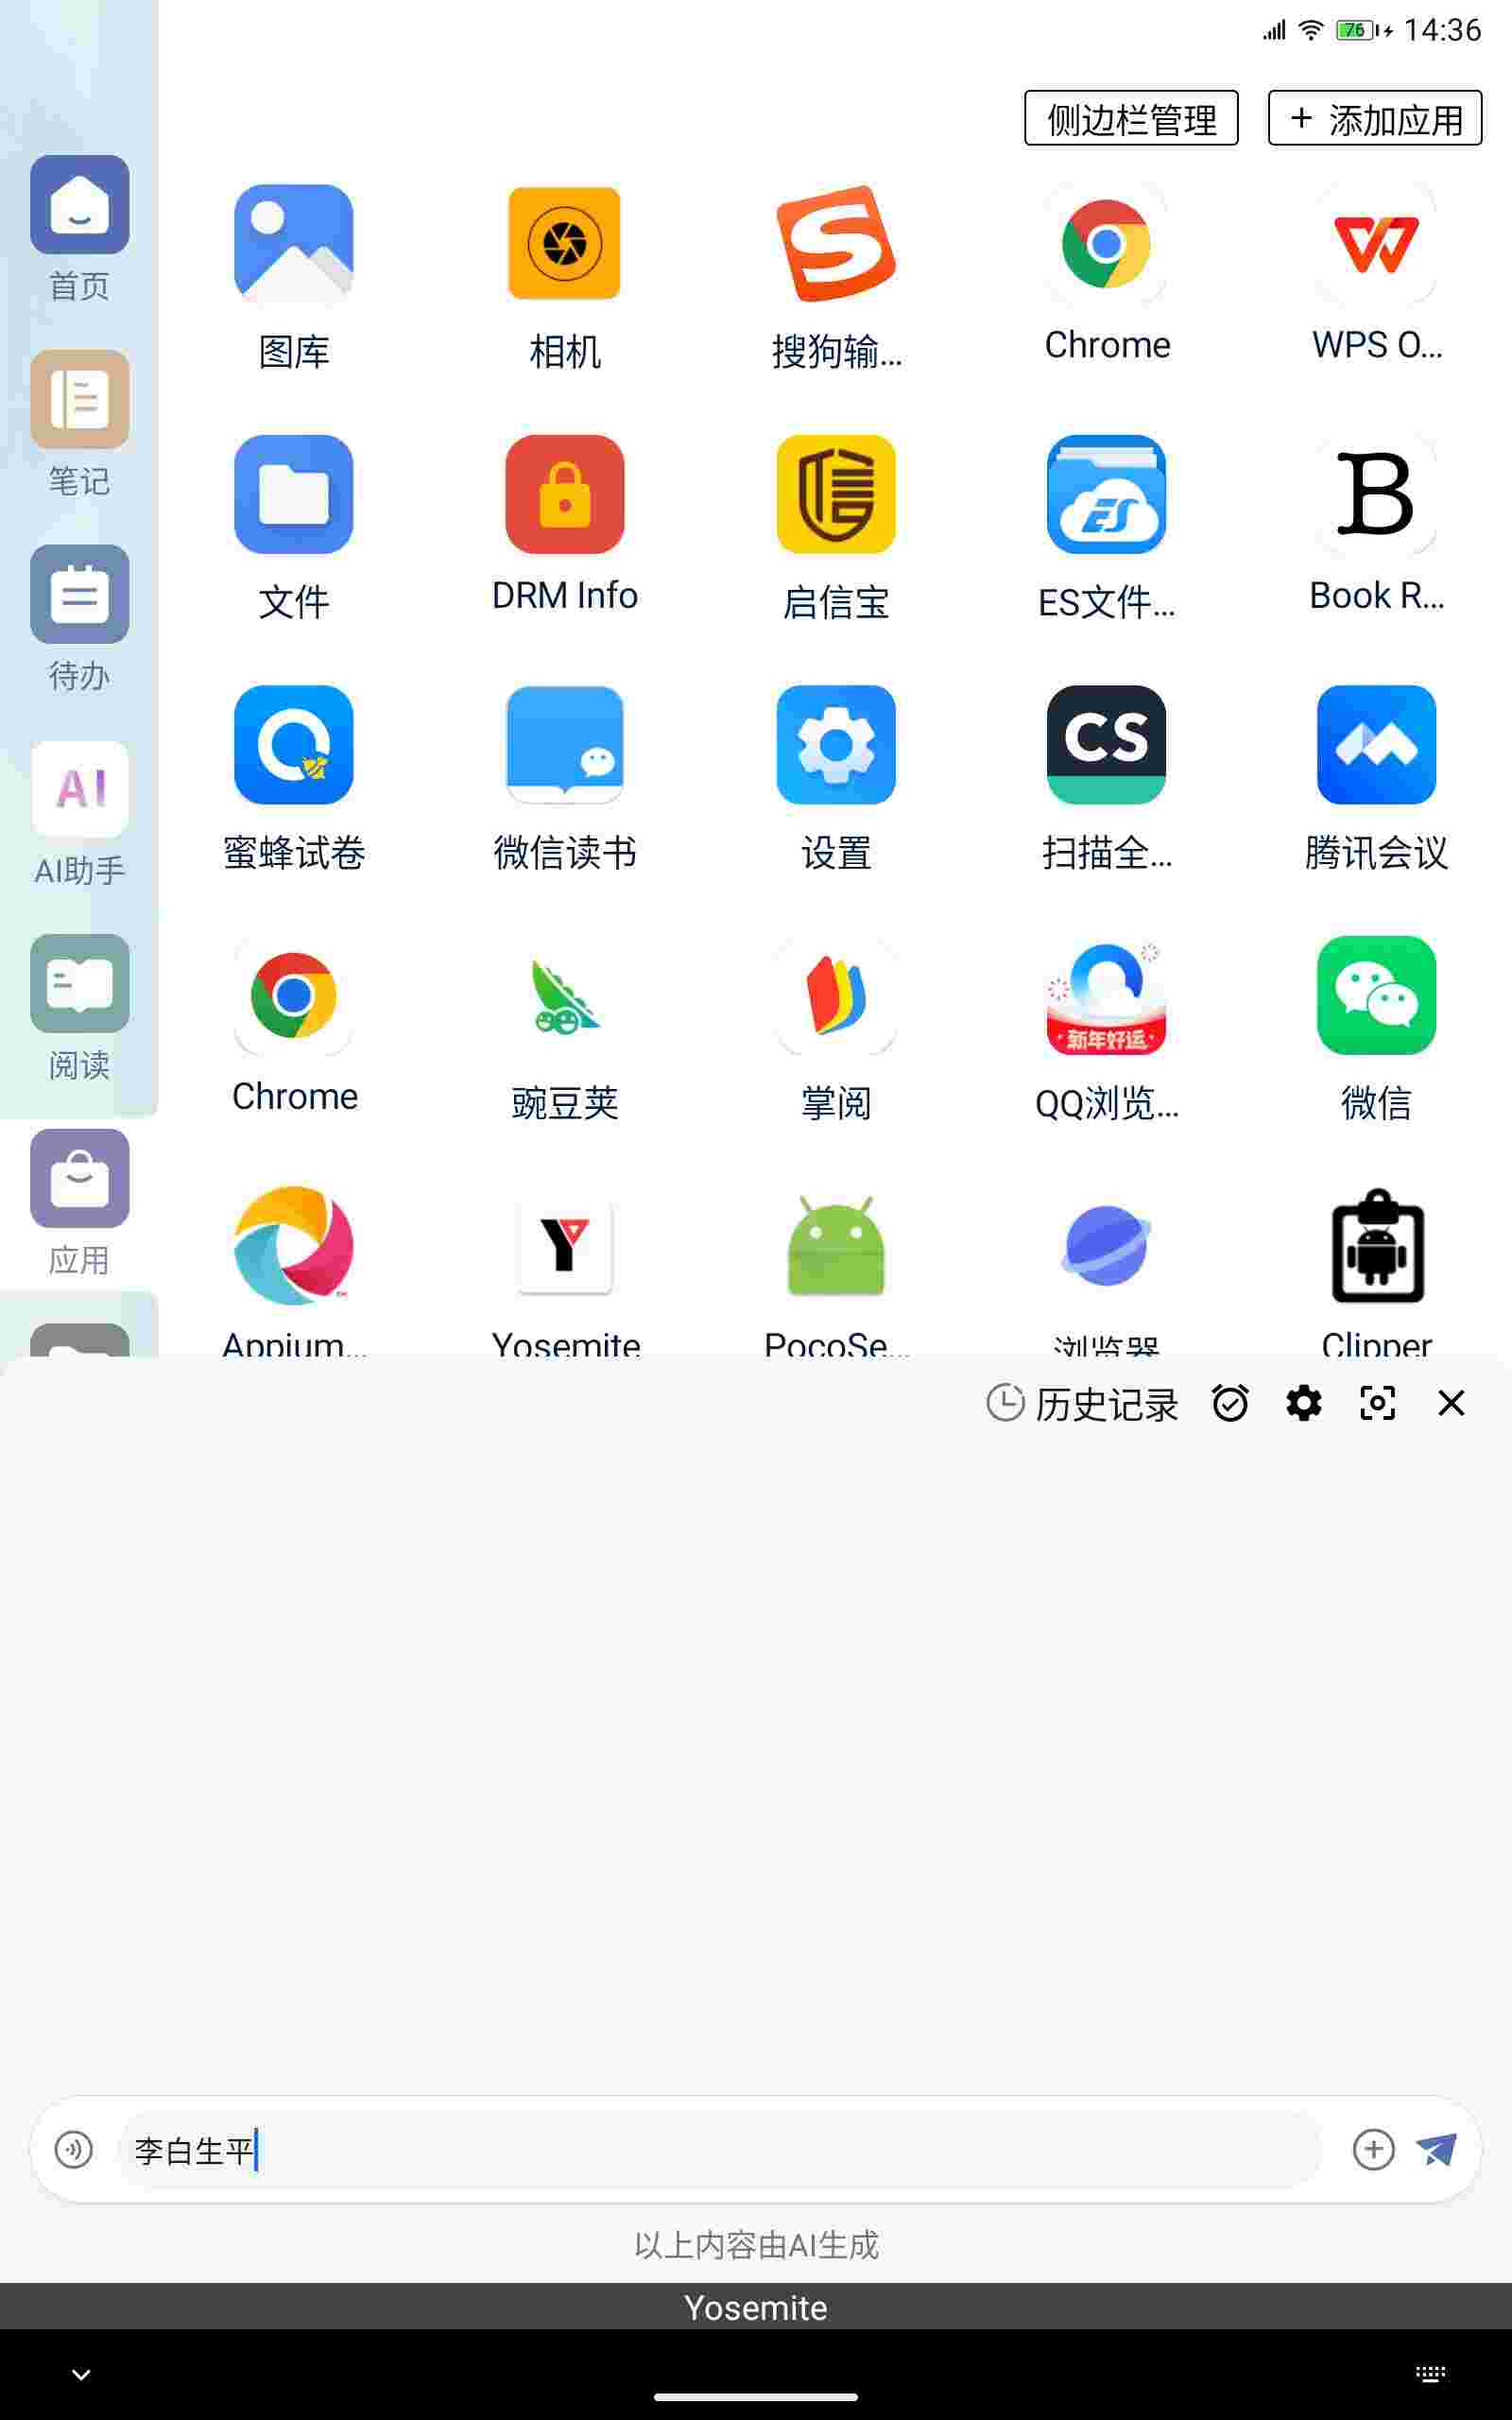 76 14:36
侧边栏管理 + 添加应用
首页
笔记
待办
AI
AI助手
阅读
应用
图库 相机 搜狗输... Chrome WPS O...
文件 DRM Info 启信宝 ES文件... Book R...
蜜蜂试卷 微信读书 设置 扫描全... 腾讯会议
CS
新年好运
Chrome 豌豆荚 掌阅 QQ浏览... 微信
Appium... Yosemite PocoSe... 浏览器 Clipper
历史记录
李白生平
以上内容由AI生成
Yosemite